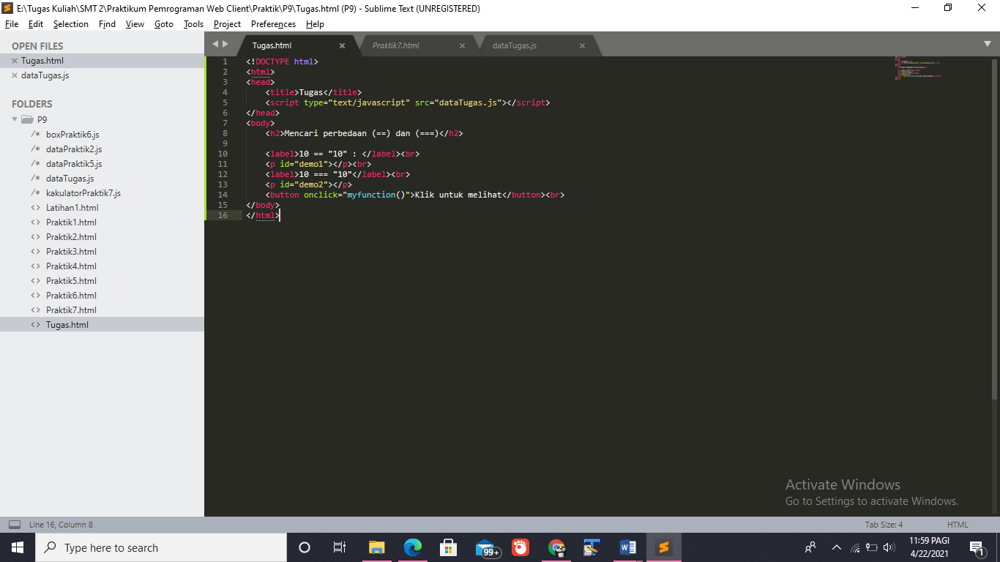 E:\Tugas Kuliah\SMT 2\Praktikum Pemrograman Web Client\Praktik\P9\Tugas.html (P9) - Sublime Text (UNREGISTERED)
File Edit Selection Find View Goto Tools Project Preferences Help
OPEN FILES
Tugas.html
dataTugas.js
FOLDERS
P9
/* boxPraktik6.js
/* dataPraktik2.js
/* dataPraktik5.js
/* dataTugas.js
/* kakulatorPraktik7.js
<> Latihan1.html
<> Praktik1.html
<> Praktik2.html
<> Praktik3.html
<> Praktik4.html
<> Praktik5.html
<> Praktik6.html
<> Praktik7.html
<> Tugas.html
Tugas.html Praktik7.html dataTugas.js
1 <!DOCTYPE html>
2 <html>
3 <head>
4 <title>Tugas</title>
5 <script type="text/javascript" src="dataTugas.js"></script>
6 </head>
7 <body>
8 <h2>Mencari perbedaan (==) dan (===)</h2>
9
10 <label>10 == "10" : </label><br>
11 <p id="demo1"></p><br>
12 <label>10 === "10"</label><br>
13 <p id="demo2"></p>
14 <button onclick="myfunction()">Klik untuk melihat</button><br>
15 </body>
16 </html>
Activate Windows
Go to Settings to activate Windows.
Line 16, Column 8 Tab Size: 4 HTML
Type here to search
99+
11:59 PAGI
4/22/2021
1